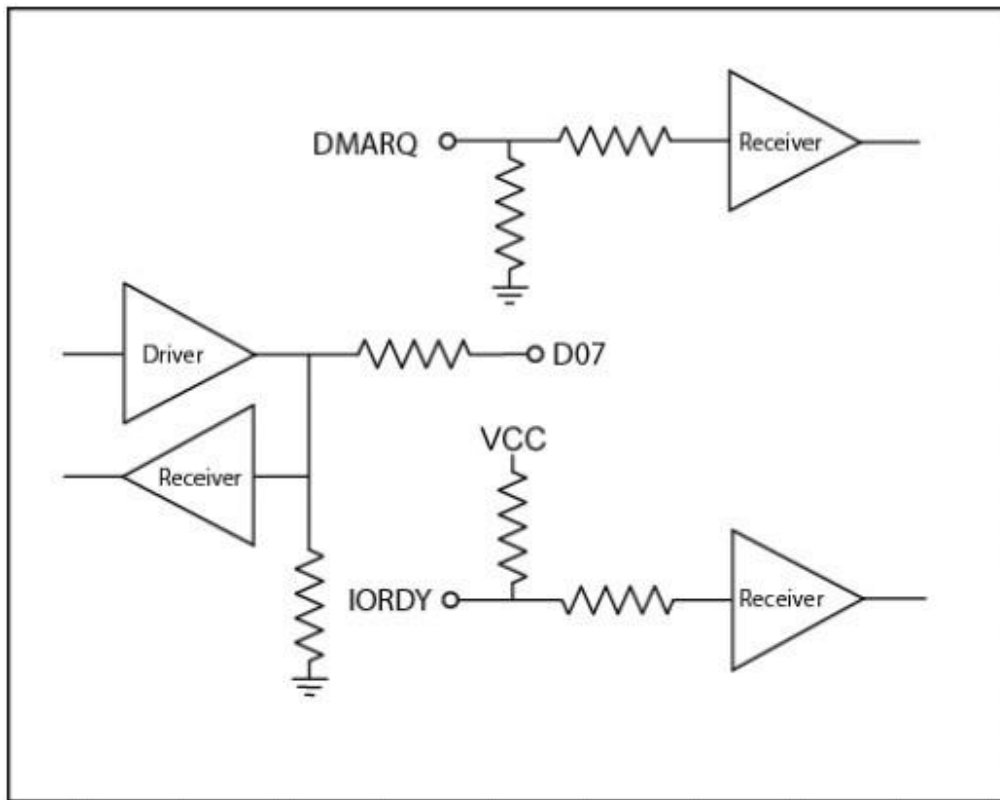 DMARQ
Receiver
Driver
D07
Receiver
VCC
IORDY
Receiver